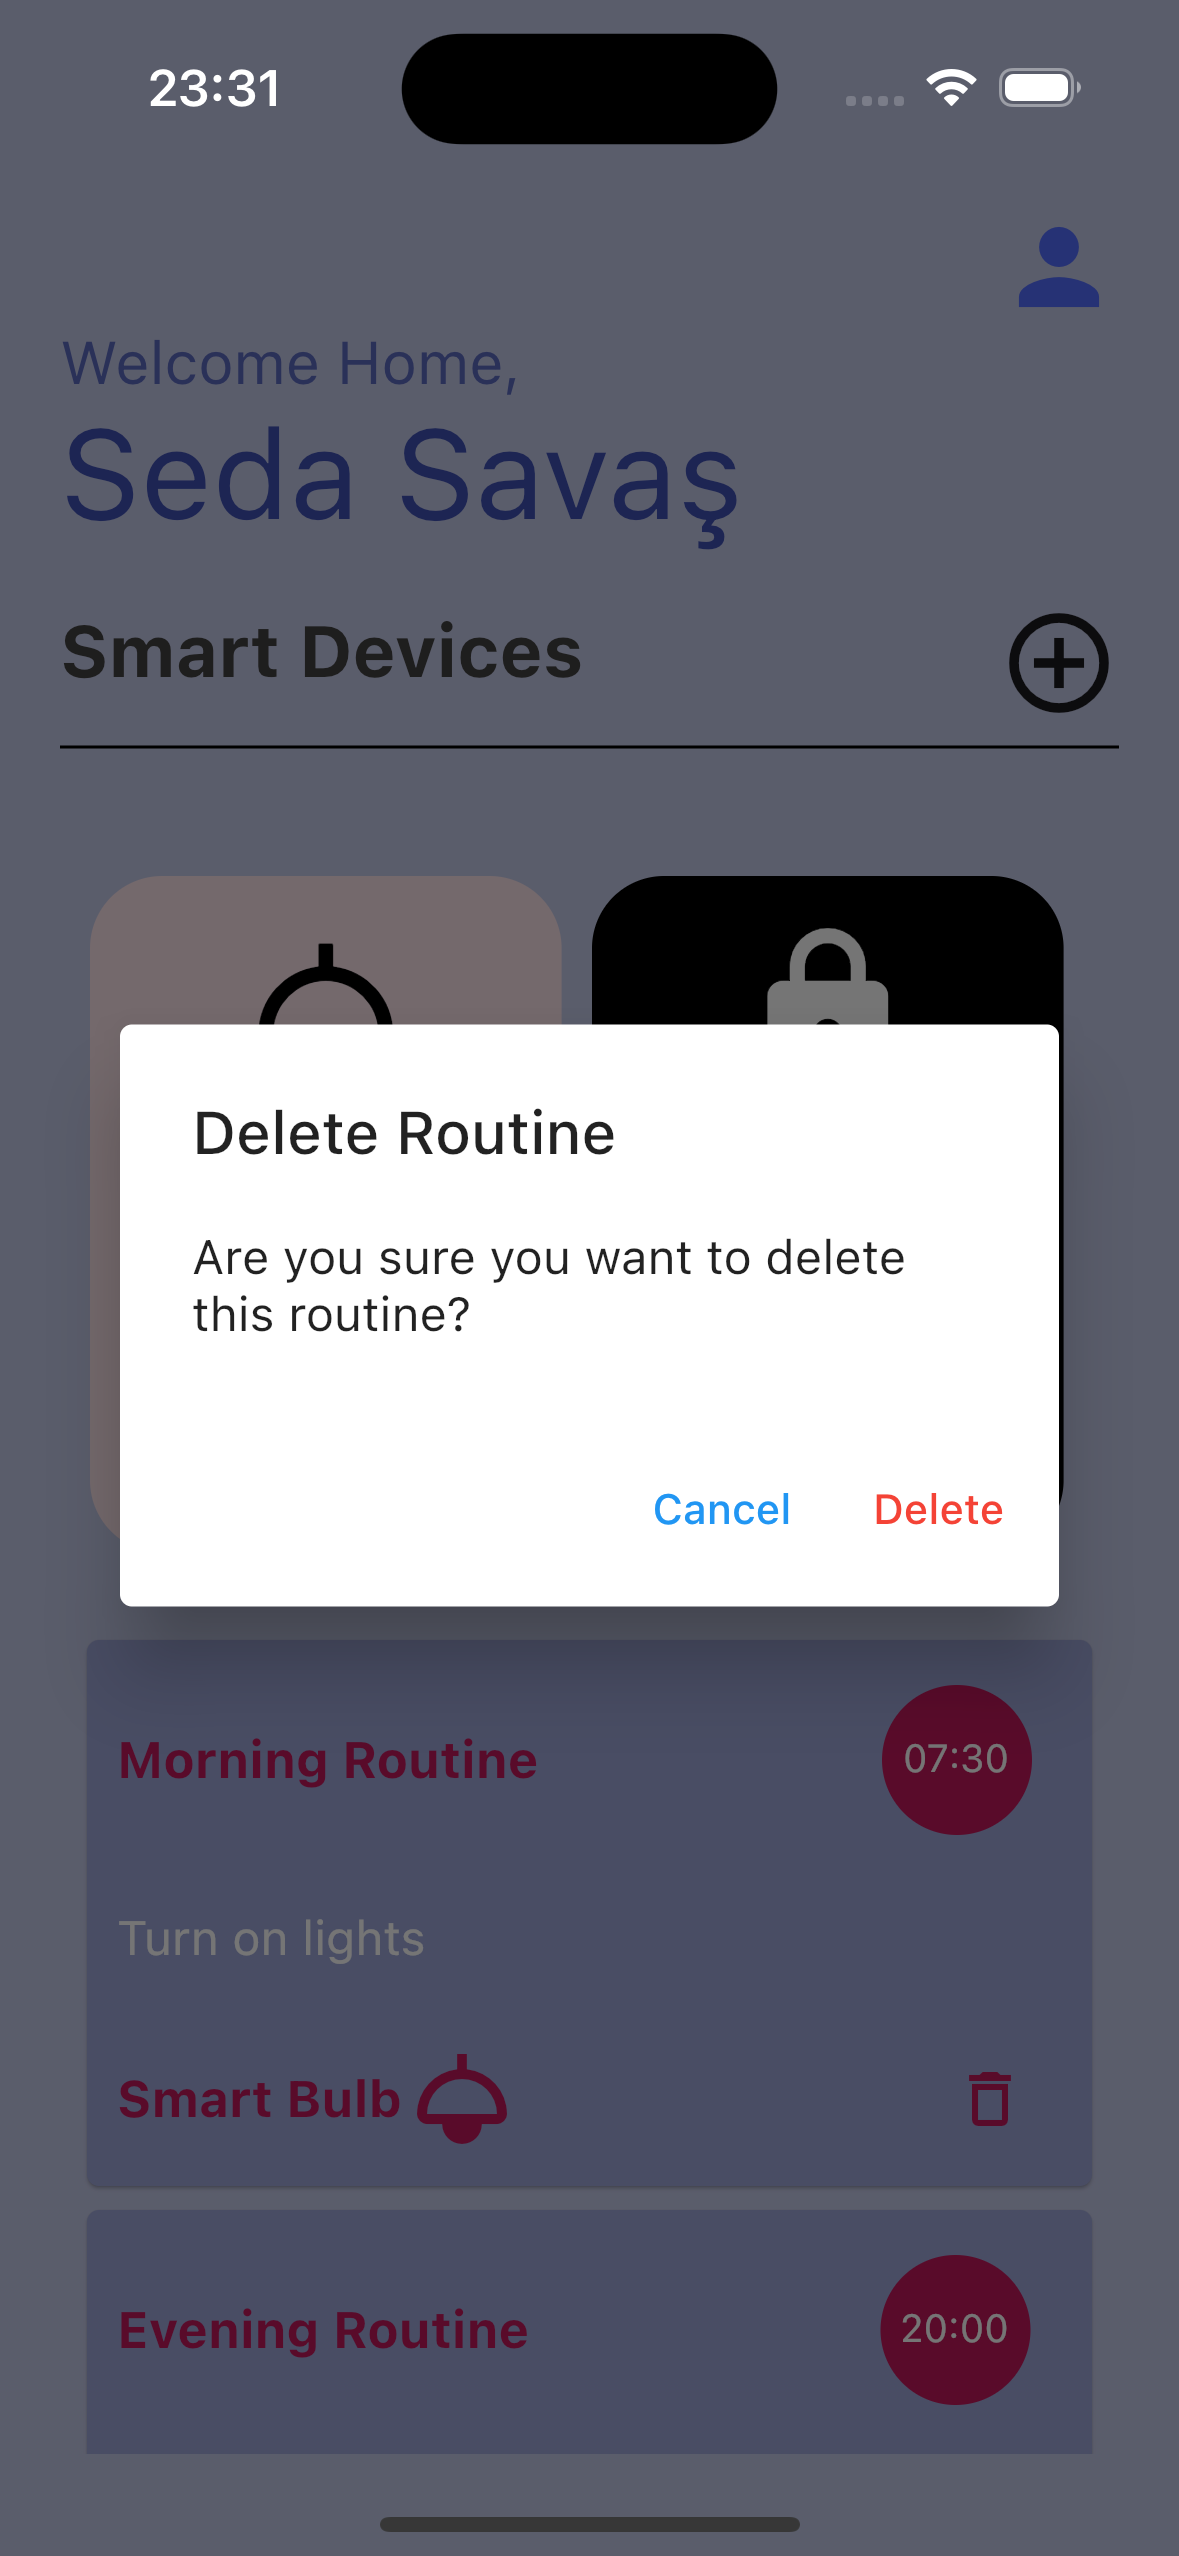 23:31
Welcome Home,
Seda Savaş
Smart Devices
Delete Routine
Are you sure you want to delete
this routine?
Cancel Delete
Morning Routine 07:30
Turn on lights
Smart Bulb
Evening Routine 20:00